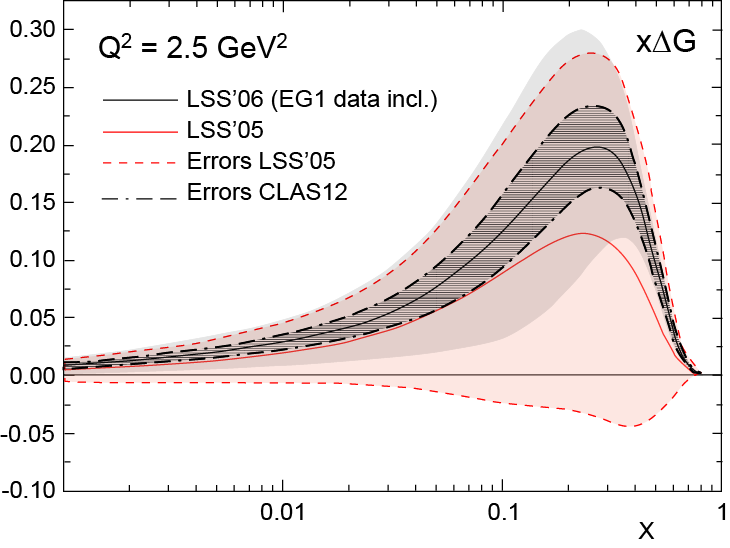 0.30
Q² = 2.5 GeV²
xΔG
0.25
LSS'06 (EG1 data incl.)
LSS'05
0.20
Errors LSS'05
Errors CLAS12
0.15
0.10
0.05
0.00
-0.05
-0.10
0.01
0.1
1
X